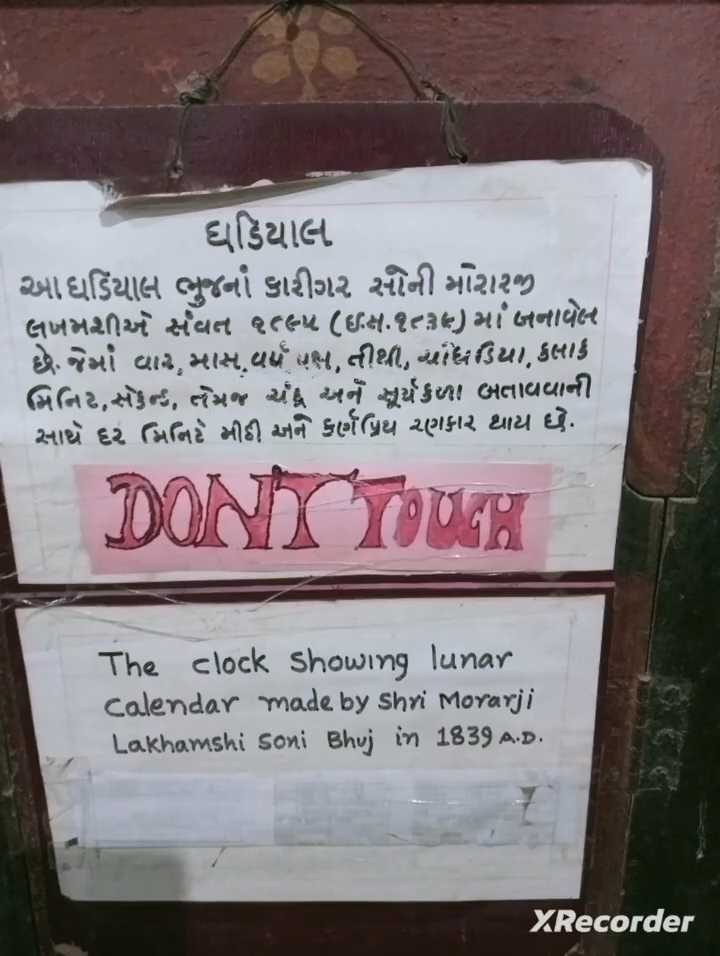 ઘડિયાલ
આ ઘડિયાલ ભુજનાં કારીગર સોની મોરારજી
લખમશીએ સંવત ૧૮૯૫ (ઇ.સ.૧૮૩૯) માં બનાવેલ
છે. જેમાં વાર, માસ, વર્ષ પક્ષ, તીથી, ચોઘડિયા, કલાક
મિનિટ, સેકન્ડ, તેમજ ચંદ્ર અને સૂર્યકળા બતાવવાની
સાથે દર મિનિટે મીઠી અને કર્ણપ્રિય રણકાર થાય છે.
DON'T TOUCH
The clock showing lunar
calendar made by Shri Morarji
Lakhamshi Soni Bhuj in 1839 A.D.
XRecorder